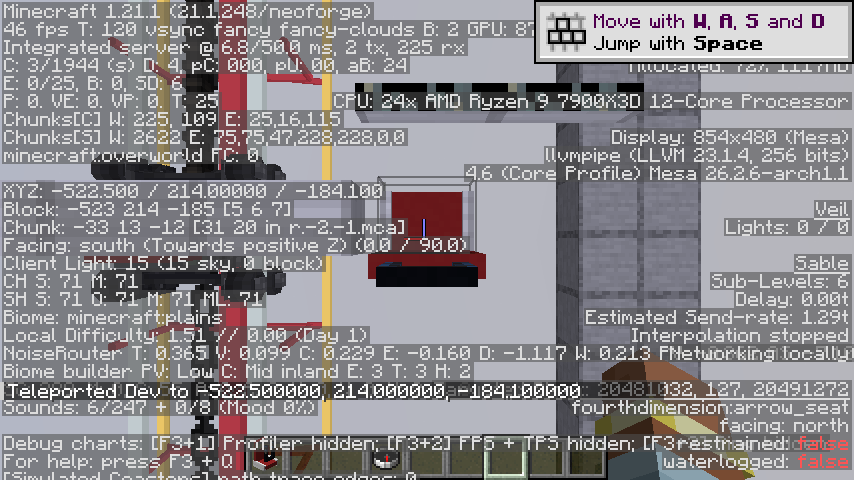 Minecraft 1.21.1 (21.1.248/neoforge)
46 fps T: 120 vsync fancy fancy-clouds B: 2 GPU: 87
Integrated server @ 6.8/50.0 ms, 2 tx, 225 rx
C: 3/1944 (s) D: 4, pC: 000, pU: 00, aB: 24
E: 0/25, B: 0, SD: 6
P: 0. VE: 0. VP: 0. T: 25
Chunks[C] W: 225, 109 E: 25,16,115
Chunks[S] W: 2622, E: 75,75,47,228,228,0,0
minecraft:overworld FC: 0
XYZ: -522.500 / 214.00000 / -184.100
Block: -523 214 -185 [5 6 7]
Chunk: -33 13 -12 [31 20 in r.-2.-1.mca]
Facing: south (Towards positive Z) (0.0 / 90.0)
Client Light: 15 (15 sky, 0 block)
CH S: 71 M: 71
SH S: 71 O: 71 M: 71 ML: 71
Biome: minecraft:plains
Local Difficulty: 1.51 // 0.00 (Day 1)
NoiseRouter T: 0.365 V: 0.099 C: 0.229 E: -0.160 D: -1.117 W: 0.213 P
Biome builder PV: Low C: Mid inland E: 3 T: 3 H: 2
Teleported Dev to -522.500000, 214.000000, -184.100000
Sounds: 6/247 + 0/8 (Mood 0%)
Debug charts: [F3+1] Profiler hidden; [F3+2] FPS + TPS hidden; [F3
For help: press F3 + Q
[Simulated Coasters] path trace edges: 0
Move with W, A, S and D
Jump with Space
CPU: 24x AMD Ryzen 9 7900X3D 12-Core Processor
Display: 854x480 (Mesa)
llvmpipe (LLVM 23.1.4, 256 bits)
4.6 (Core Profile) Mesa 26.2.6-arch1.1
Veil
Lights: 0 / 0
Sable
Sub-Levels: 6
Delay: 0.00t
Estimated Send-rate: 1.29t
Interpolation stopped
Networking locally
20481032, 127, 20491272
fourthdimension:arrow_seat
facing: north
restrained: false
waterlogged: false